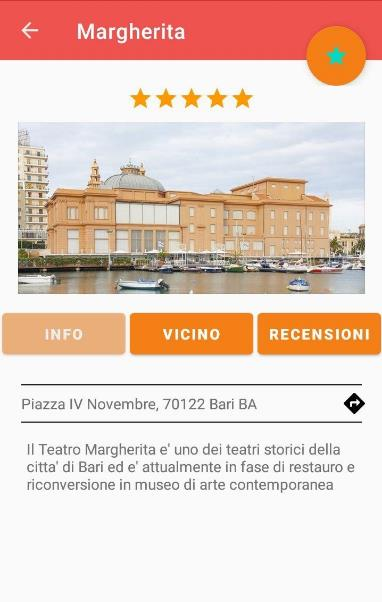 Margherita
INFO
VICINO
RECENSIONI
Piazza IV Novembre, 70122 Bari BA
Il Teatro Margherita e' uno dei teatri storici della
citta' di Bari ed e' attualmente in fase di restauro e
riconversione in museo di arte contemporanea